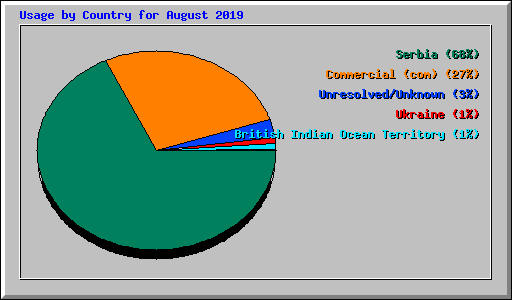 Usage by Country for August 2019
Serbia (68%)
Commercial (com) (27%)
Unresolved/Unknown (3%)
Ukraine (1%)
British Indian Ocean Territory (1%)